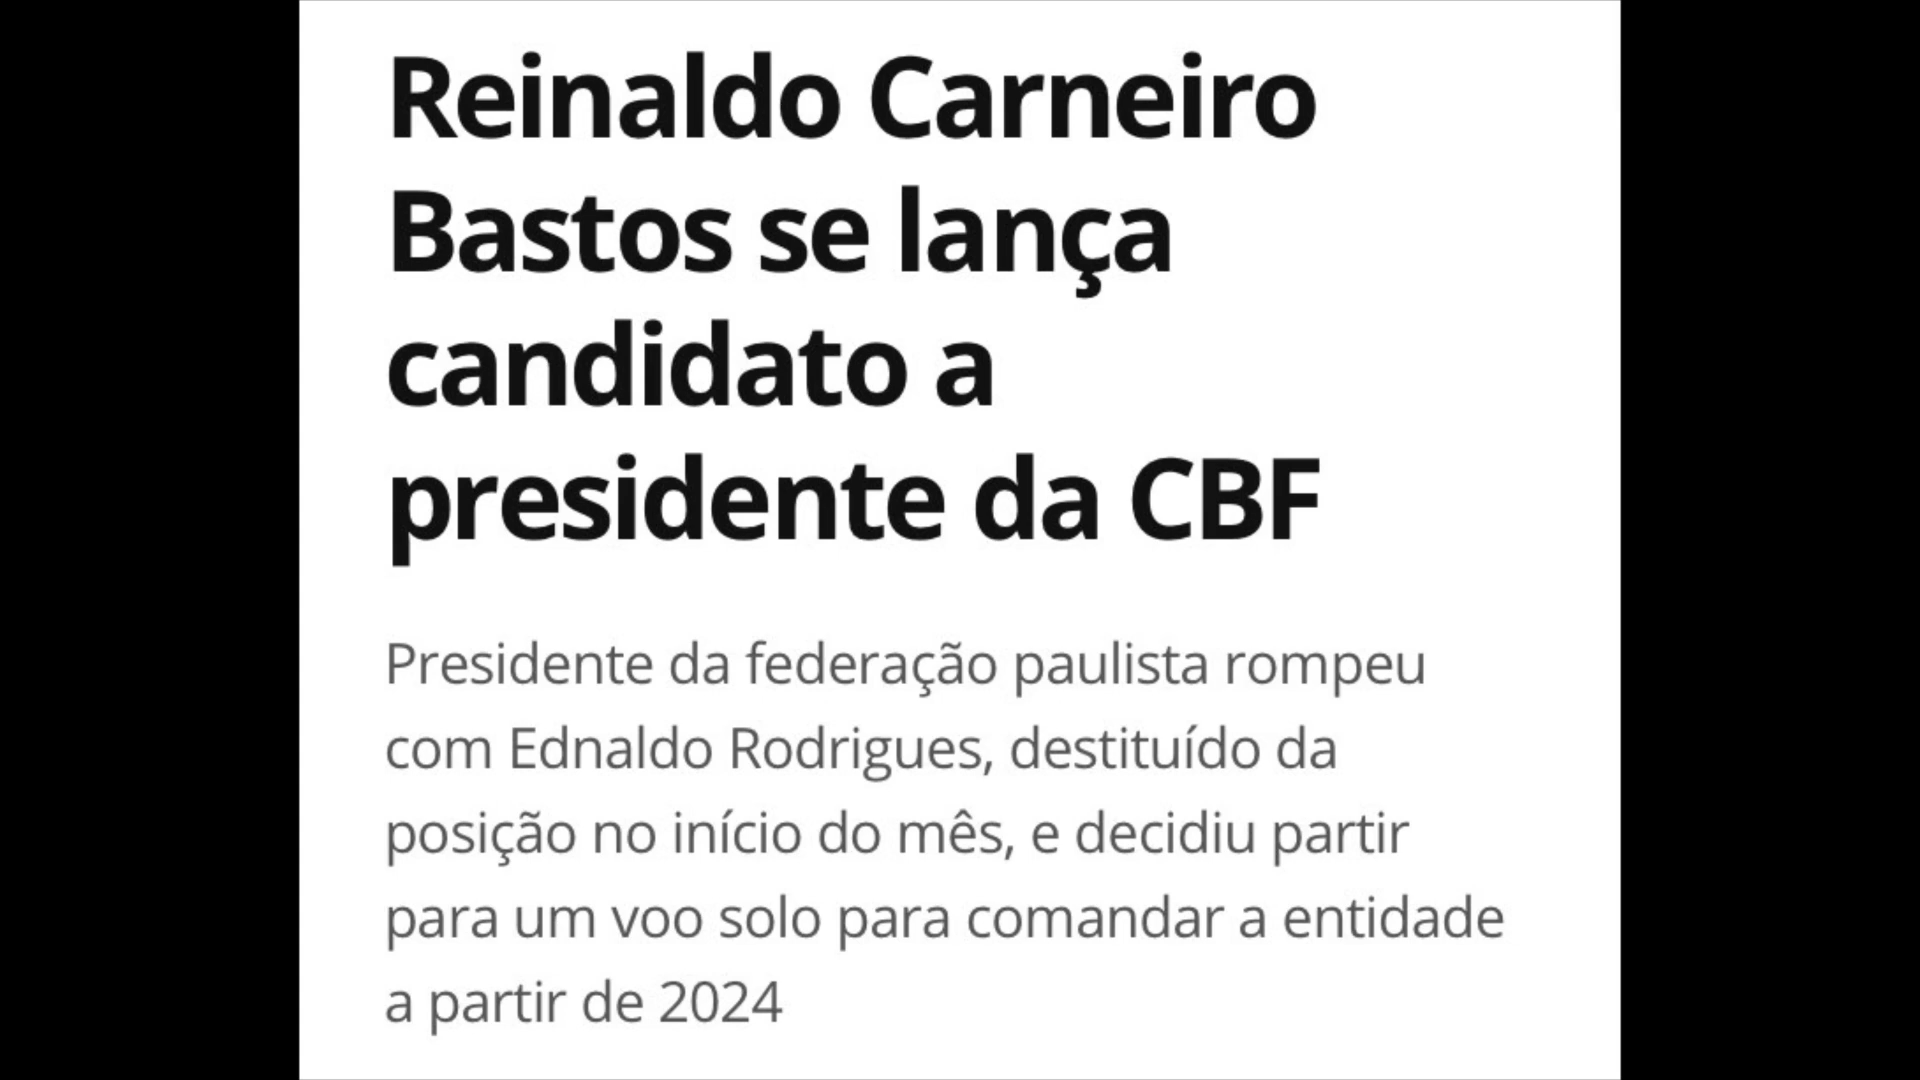 Reinaldo Carneiro
Bastos se lança
candidato a
presidente da CBF
Presidente da federação paulista rompeu
com Ednaldo Rodrigues, destituído da
posição no início do mês, e decidiu partir
para um voo solo para comandar a entidade
a partir de 2024